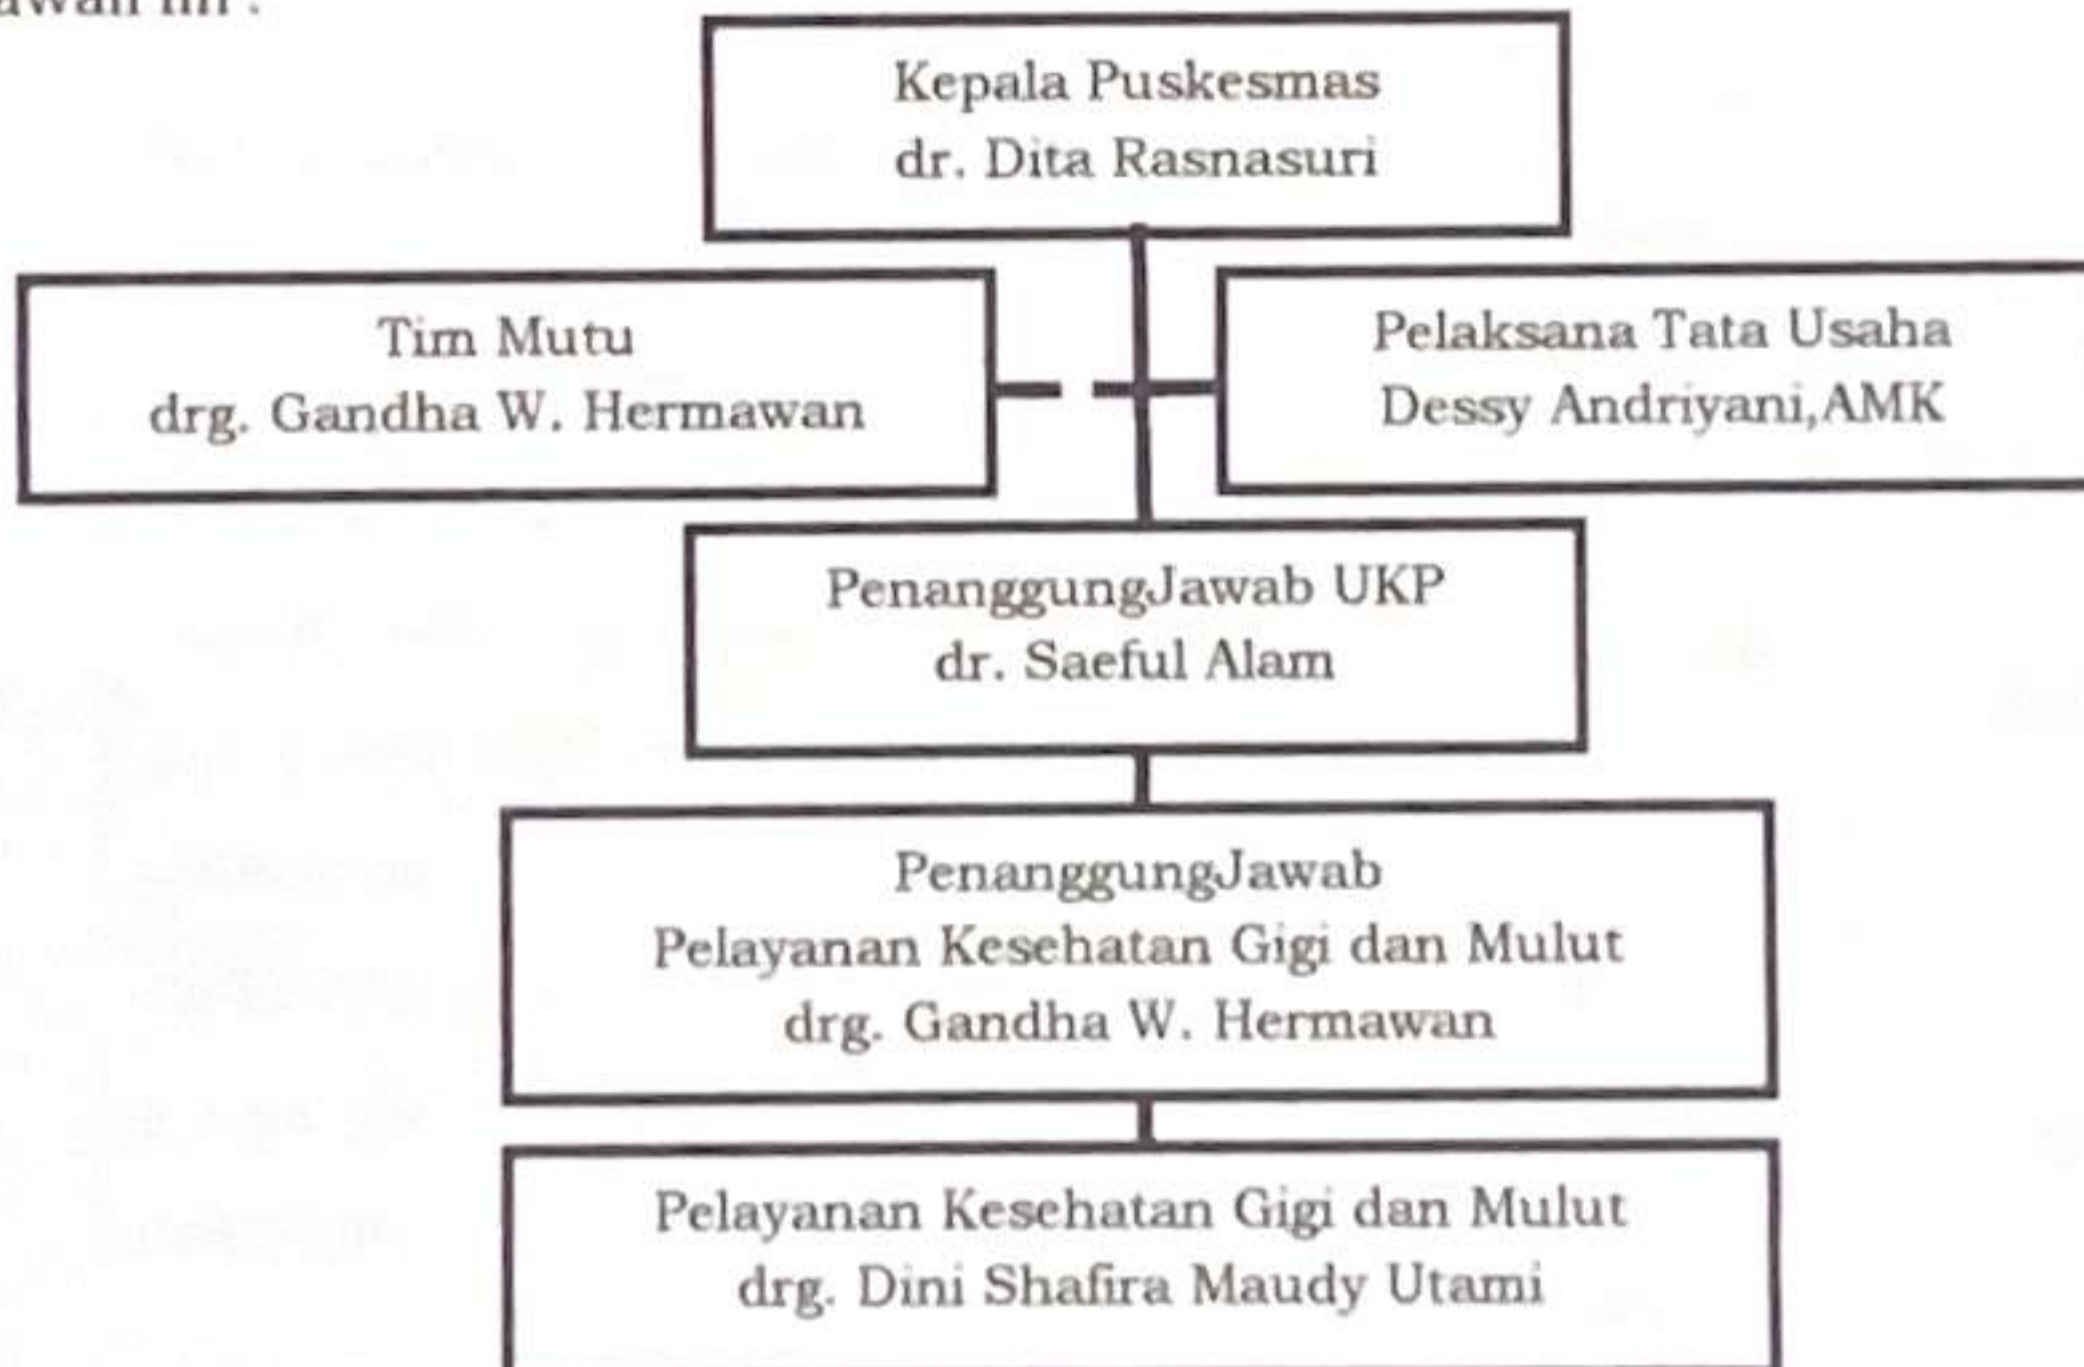 Kepala Puskesmas
dr. Dita Rasnasuri
Tim Mutu
drg. Gandha W. Hermawan
Pelaksana Tata Usaha
Dessy Andriyani,AMK
PenanggungJawab UKP
dr. Saeful Alam
PenanggungJawab
Pelayanan Kesehatan Gigi dan Mulut
drg. Gandha W. Hermawan
Pelayanan Kesehatan Gigi dan Mulut
drg. Dini Shafira Maudy Utami